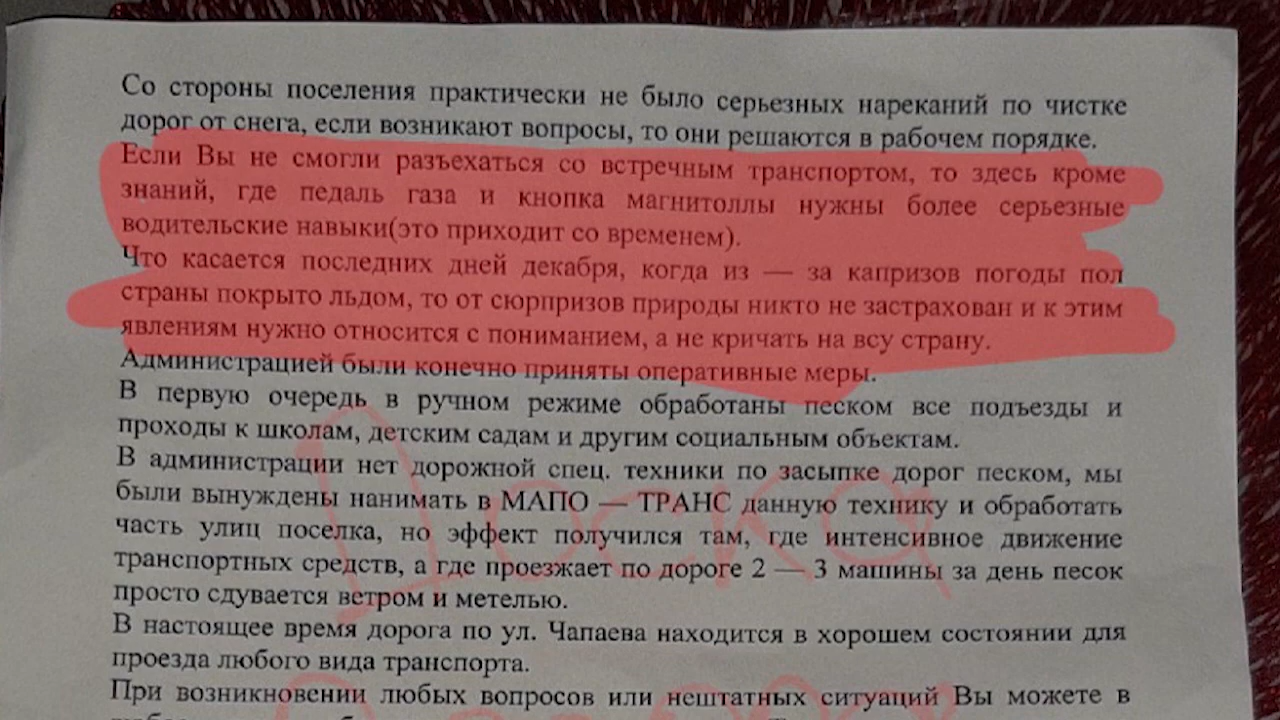 Со стороны поселения практически не было серьезных нареканий по чистке
дорог от снега, если возникают вопросы, то они решаются в рабочем порядке.
Если Вы не смогли разъехаться со встречным транспортом, то здесь кроме
знаний, где педаль газа и кнопка магнитоллы нужны более серьезные
водительские навыки(это приходит со временем).
Что касается последних дней декабря, когда из — за капризов погоды пол
страны покрыто льдом, то от сюрпризов природы никто не застрахован и к этим
явлениям нужно относится с пониманием, а не кричать на всу страну.
Администрацией были конечно приняты оперативные меры.
В первую очередь в ручном режиме обработаны песком все подъезды и
проходы к школам, детским садам и другим социальным объектам.
В администрации нет дорожной спец. техники по засыпке дорог песком, мы
были вынуждены нанимать в МАПО — ТРАНС данную технику и обработать
часть улиц поселка, но эффект получился там, где интенсивное движение
транспортных средств, а где проезжает по дороге 2 — 3 машины за день песок
просто сдувается ветром и метелью.
В настоящее время дорога по ул. Чапаева находится в хорошем состоянии для
проезда любого вида транспорта.
При возникновении любых вопросов или нештатных ситуаций Вы можете в